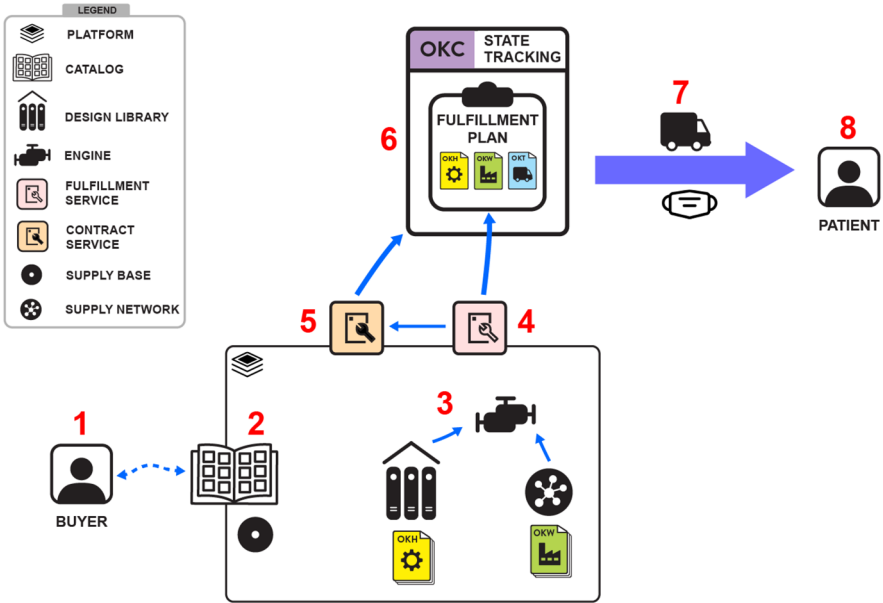 LEGEND
PLATFORM
CATALOG
DESIGN LIBRARY
ENGINE
FULFILLMENT
SERVICE
CONTRACT
SERVICE
SUPPLY BASE
SUPPLY NETWORK
OKC
STATE
TRACKING
FULFILLMENT
PLAN
OKH
OKW
OKT
6
7
8
PATIENT
5
4
3
1
2
BUYER
OKH
OKW